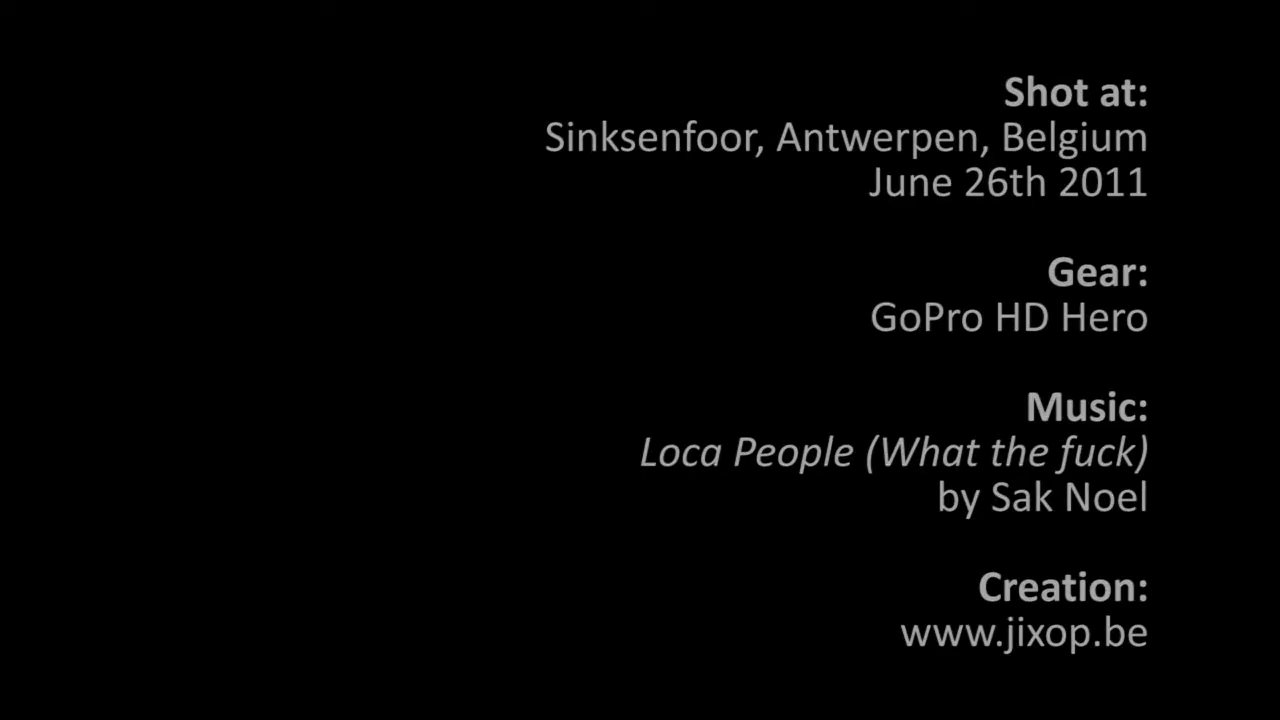 Shot at:
Sinksenfoor, Antwerpen, Belgium
June 26th 2011
Gear:
GoPro HD Hero
Music:
Loca People (What the fuck)
by Sak Noel
Creation:
www.jixop.be